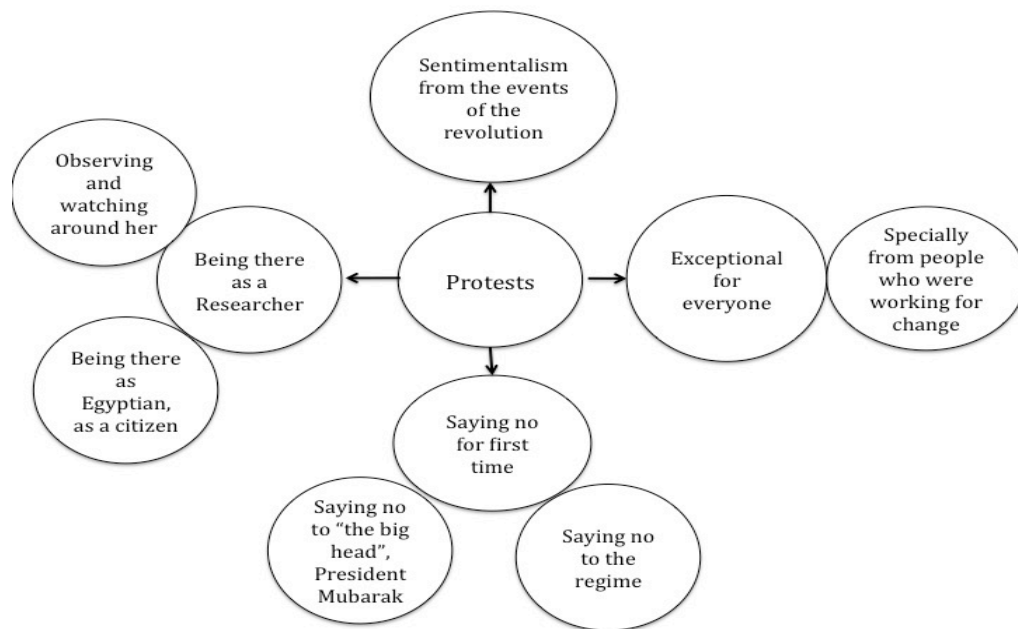 Sentimentalism
from the events
of the
revolution
Observing
and
watching
around her
Being there
as a
Researcher
Being there
as
Egyptian,
as a citizen
Protests
Exceptional
for
everyone
Specially
from people
who were
working for
change
Saying no
for first
time
Saying no
to “the big
head”,
President
Mubarak
Saying no
to the
regime